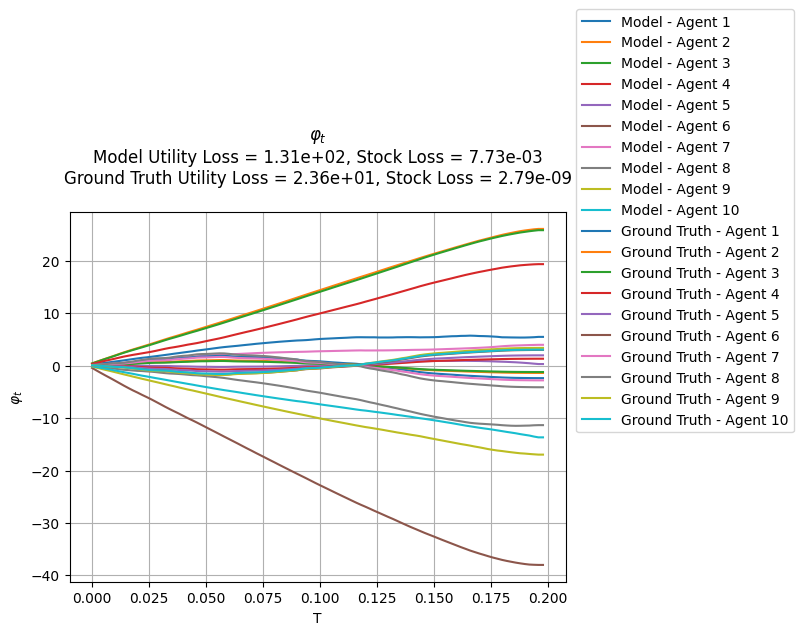 φₜ
Model Utility Loss = 1.31e+02, Stock Loss = 7.73e-03
Ground Truth Utility Loss = 2.36e+01, Stock Loss = 2.79e-09
Model - Agent 1
Model - Agent 2
Model - Agent 3
Model - Agent 4
Model - Agent 5
Model - Agent 6
Model - Agent 7
Model - Agent 8
Model - Agent 9
Model - Agent 10
Ground Truth - Agent 1
Ground Truth - Agent 2
Ground Truth - Agent 3
Ground Truth - Agent 4
Ground Truth - Agent 5
Ground Truth - Agent 6
Ground Truth - Agent 7
Ground Truth - Agent 8
Ground Truth - Agent 9
Ground Truth - Agent 10
φₜ
20
10
0
−10
−20
−30
−40
0.000 0.025 0.050 0.075 0.100 0.125 0.150 0.175 0.200
T